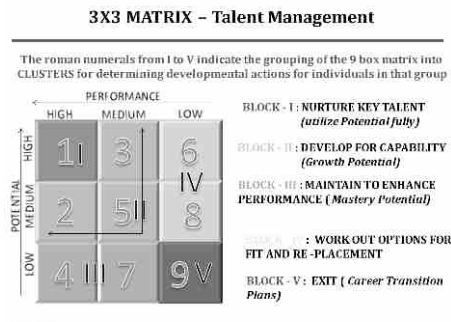 3X3 MATRIX – Talent Management
The roman numerals from I to V indicate the grouping of the 9 box matrix into
CLUSTERS for determining developmental actions for individuals in that group
PERFORMANCE
HIGH MEDIUM LOW
POTENTIAL
HIGH
MEDIUM
LOW
1 I 3 6
IV
2 5 II 8
4 III 7 9 V
BLOCK - I : NURTURE KEY TALENT
(utilize Potential fully)
BLOCK - II : DEVELOP FOR CAPABILITY
(Growth Potential)
BLOCK - III : MAINTAIN TO ENHANCE
PERFORMANCE ( Mastery Potential)
: WORK OUT OPTIONS FOR
FIT AND RE -PLACEMENT
BLOCK - V : EXIT ( Career Transition
Plans)